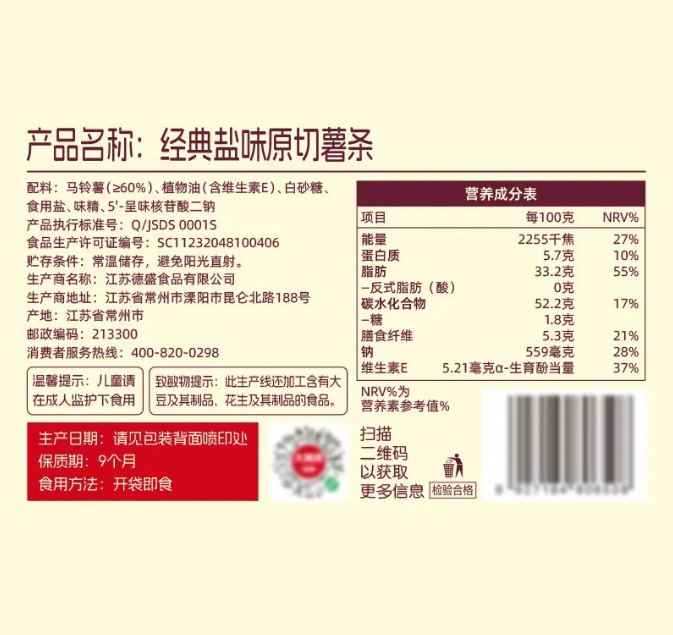 产品名称：经典盐味原切薯条
配料：马铃薯(≥60%)、植物油(含维生素E)、白砂糖、
食用盐、味精、5'-呈味核苷酸二钠
产品执行标准号：Q/JSDS 0001S
食品生产许可证编号：SC11232048100406
贮存条件：常温储存，避免阳光直射。
生产商名称：江苏德盛食品有限公司
生产商地址：江苏省常州市溧阳市昆仑北路188号
产地：江苏省常州市
邮政编码：213300
消费者服务热线：400-820-0298
温馨提示：儿童请
在成人监护下食用
致敏物提示：此生产线还加工含有大
豆及其制品、花生及其制品的食品。
生产日期：请见包装背面喷印处
保质期：9个月
食用方法：开袋即食
营养成分表
项目 每100克 NRV%
能量 2255千焦 27%
蛋白质 5.7克 10%
脂肪 33.2克 55%
–反式脂肪（酸） 0克
碳水化合物 52.2克 17%
–糖 1.8克
膳食纤维 5.3克 21%
钠 559毫克 28%
维生素E 5.21毫克α-生育酚当量 37%
NRV%为
营养素参考值%
扫描
二维码
以获取
更多信息
检验合格